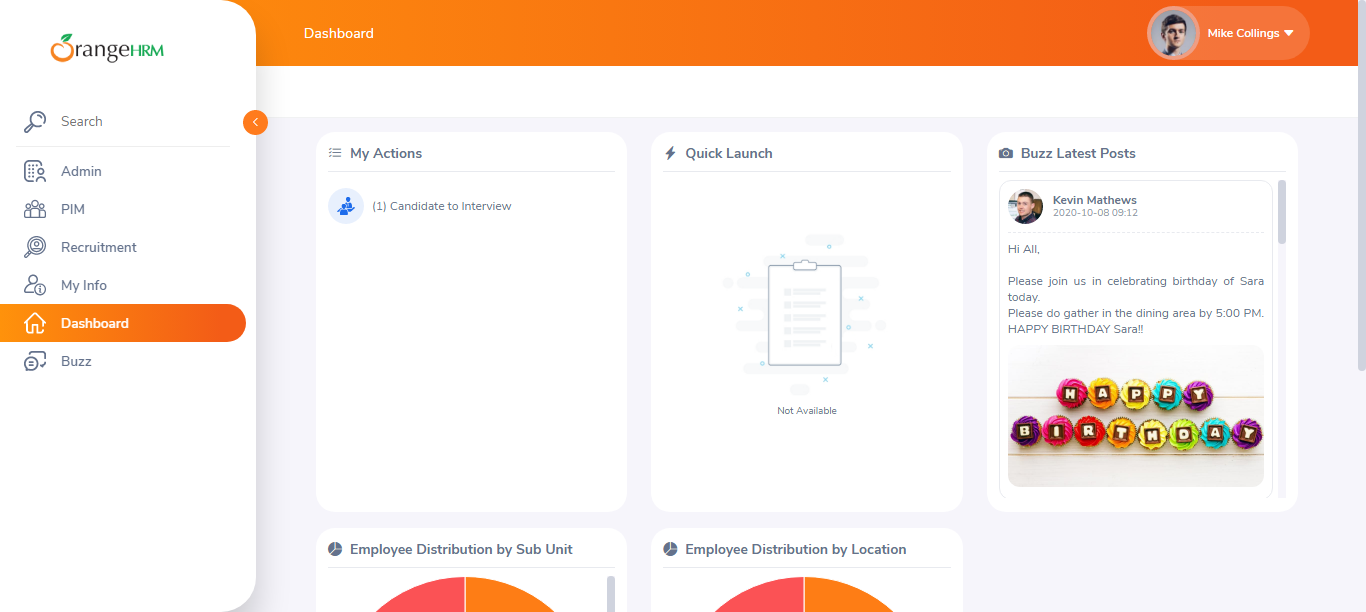 OrangeHRM
Search
Admin
PIM
Recruitment
My Info
Dashboard
Buzz
Dashboard
Mike Collings
My Actions
(1) Candidate to Interview
Quick Launch
Not Available
Buzz Latest Posts
Kevin Mathews
2020-10-08 09:12
Hi All,
Please join us in celebrating birthday of Sara
today.
Please do gather in the dining area by 5:00 PM.
HAPPY BIRTHDAY Sara!!
HAPPY
BIRTHDAY
Employee Distribution by Sub Unit
Employee Distribution by Location